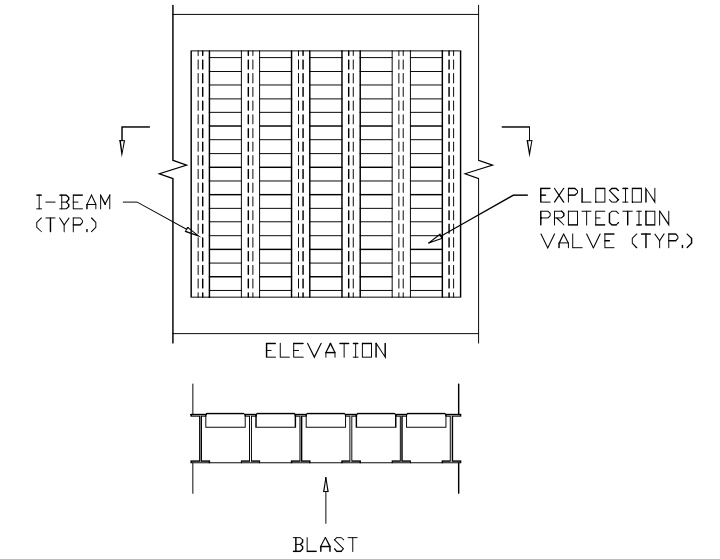 I-BEAM
(TYP.)
EXPLOSION
PROTECTION
VALVE (TYP.)
ELEVATION
BLAST